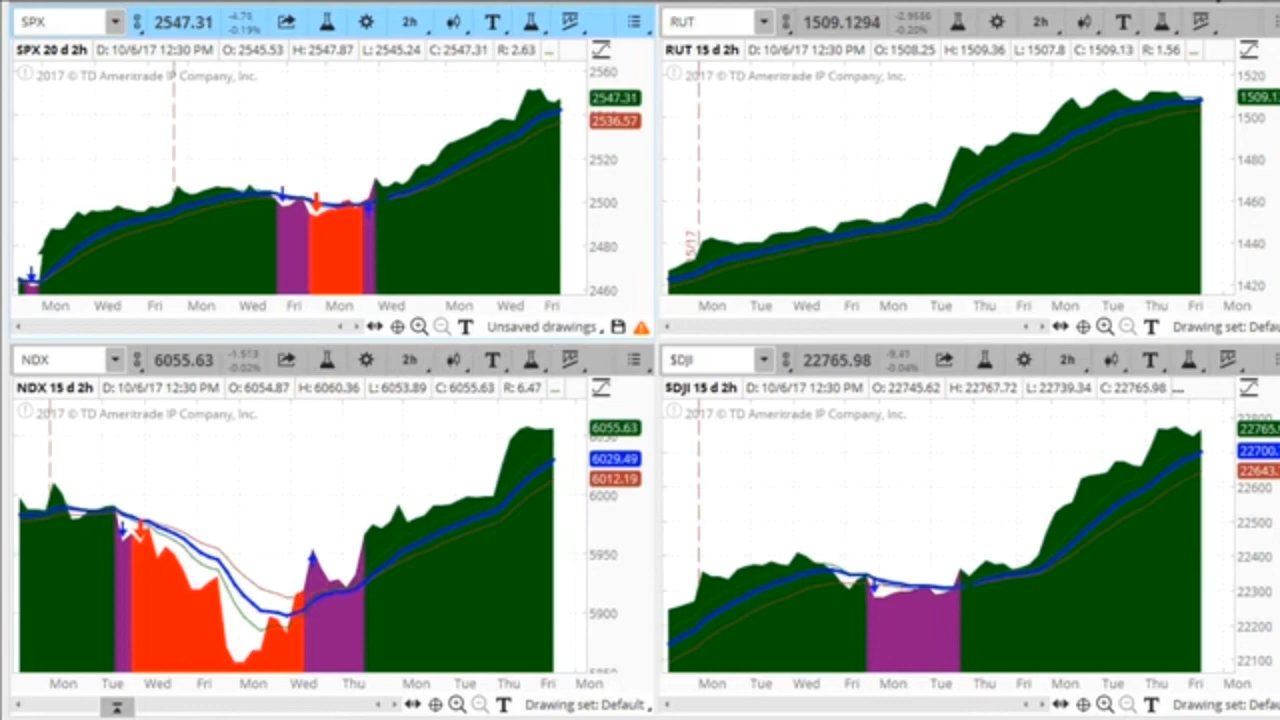 SPX 2547.31 -4.76 -0.19% 2h T
SPX 20 d 2h D: 10/6/17 12:30 PM O: 2545.53 H: 2547.87 L: 2545.24 C: 2547.31 R: 2.63 ...
2017 © TD Ameritrade IP Company, Inc.
2560
2547.31
2536.57
2520
2500
2480
2460
Mon Wed Fri Mon Wed Fri Mon Wed Mon Wed Fri
T Unsaved drawings
RUT 1509.1294 -0.20% 2h T
RUT 15 d 2h D: 10/6/17 12:30 PM O: 1508.25 H: 1509.36 L: 1507.8 C: 1509.13 R: 1.56 ...
2017 © TD Ameritrade IP Company, Inc.
1520
1509.1
1500
1480
1460
1440
1420
5/17
Mon Tue Wed Thu Fri Mon Tue Wed Tue Thu Fri Mon
T Drawing set: Defa
NDX 6055.63 -0.02% 2h T
NDX 15 d 2h D: 10/6/17 12:30 PM O: 6054.87 H: 6060.36 L: 6053.89 C: 6055.63 R: 6.47 ...
2017 © TD Ameritrade IP Company, Inc.
6055.63
6029.49
6012.19
6000
5950
5900
Mon Tue Wed Fri Mon Wed Thu Mon Tue Thu Fri Mon
T Drawing set: Default
$DJI 22765.98 -0.04% 2h T
$DJI 15 d 2h D: 10/6/17 12:30 PM O: 22745.62 H: 22767.72 L: 22739.34 C: 22765.98 ...
2017 © TD Ameritrade IP Company, Inc.
22800
22765.
22700.
22643.
22600
22500
22400
22300
22200
22100
Mon Tue Wed Thu Fri Mon Tue Wed Tue Thu Fri Mon
T Drawing set: Defau